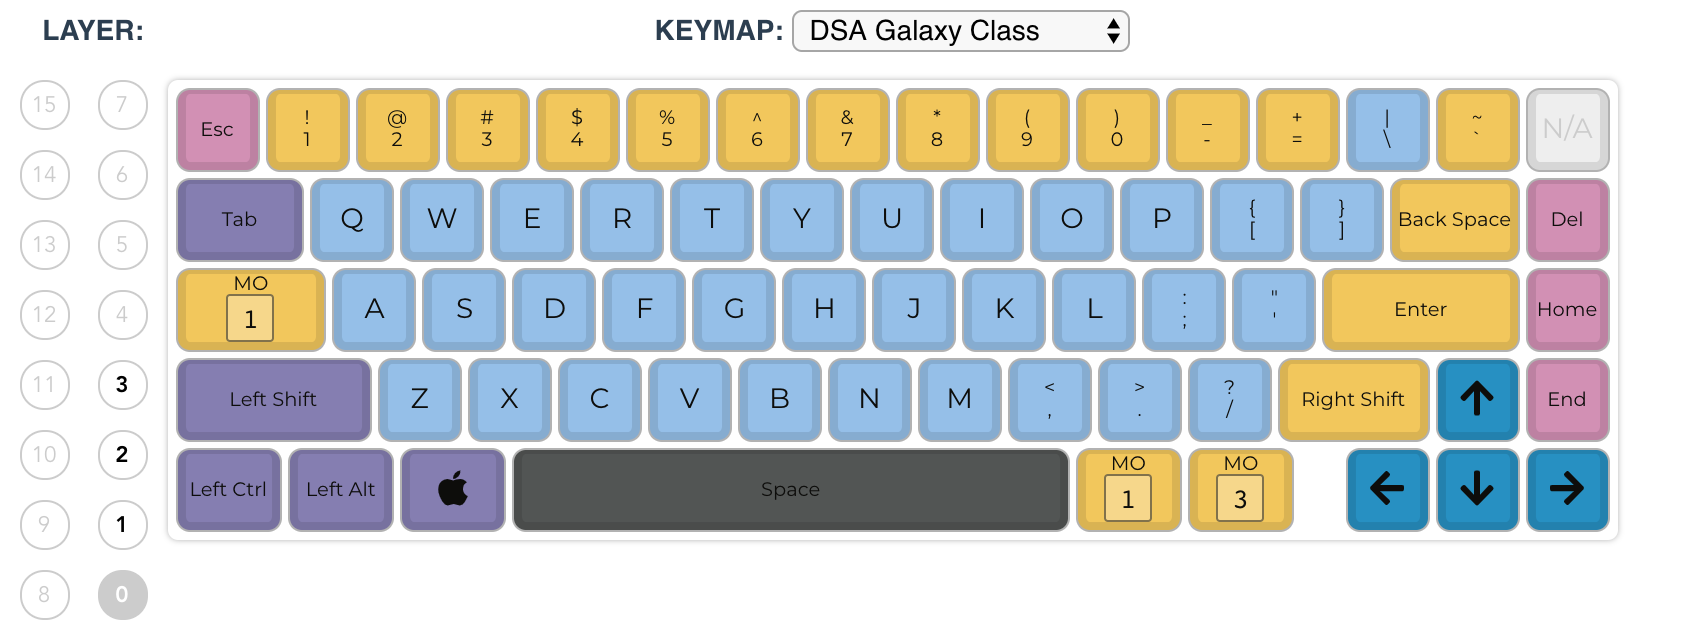 LAYER: KEYMAP: DSA Galaxy Class
15 7 Esc ! 1 @ 2 # 3 $ 4 % 5 ^ 6 & 7 * 8 ( 9 ) 0 _ - + = | \ ~ ` N/A
14 6 Tab Q W E R T Y U I O P { [ } ] Back Space Del
13 5
12 4 MO 1 A S D F G H J K L : ; " ' Enter Home
11 3 Left Shift Z X C V B N M < , > . ? / Right Shift ↑ End
10 2 Left Ctrl Left Alt Space MO 1 MO 3 ← ↓ →
9 1
8 0